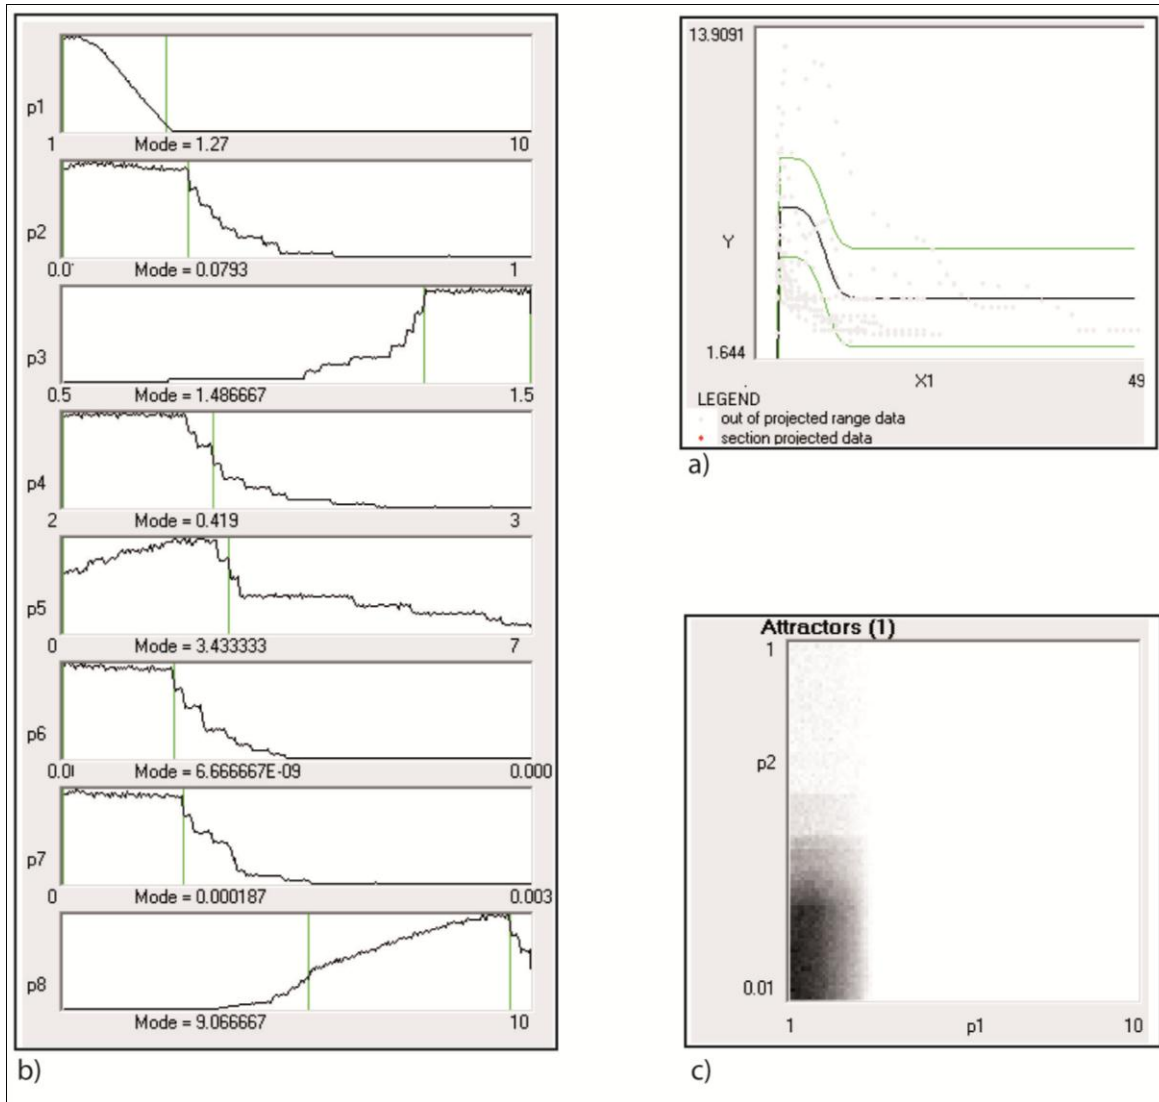 p1
1 Mode = 1.27 10
p2
Mode = 0.0793 1
p3
0.5 Mode = 1.486667 1.5
p4
2 Mode = 0.419 3
p5
0 Mode = 3.433333 7
p6
Mode = 6.666667E-09 0.000
p7
0 Mode = 0.000187 0.003
p8
Mode = 9.066667 10
b)
13.9091
Y
1.644
X1 49
LEGEND
out of projected range data
section projected data
a)
Attractors (1)
1
p2
0.01
1 p1 10
c)